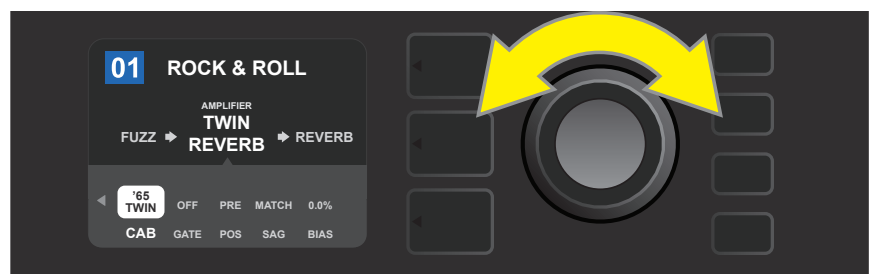 01 ROCK & ROLL
AMPLIFIER
TWIN
FUZZ REVERB REVERB
'65
TWIN OFF PRE MATCH 0.0%
CAB GATE POS SAG BIAS